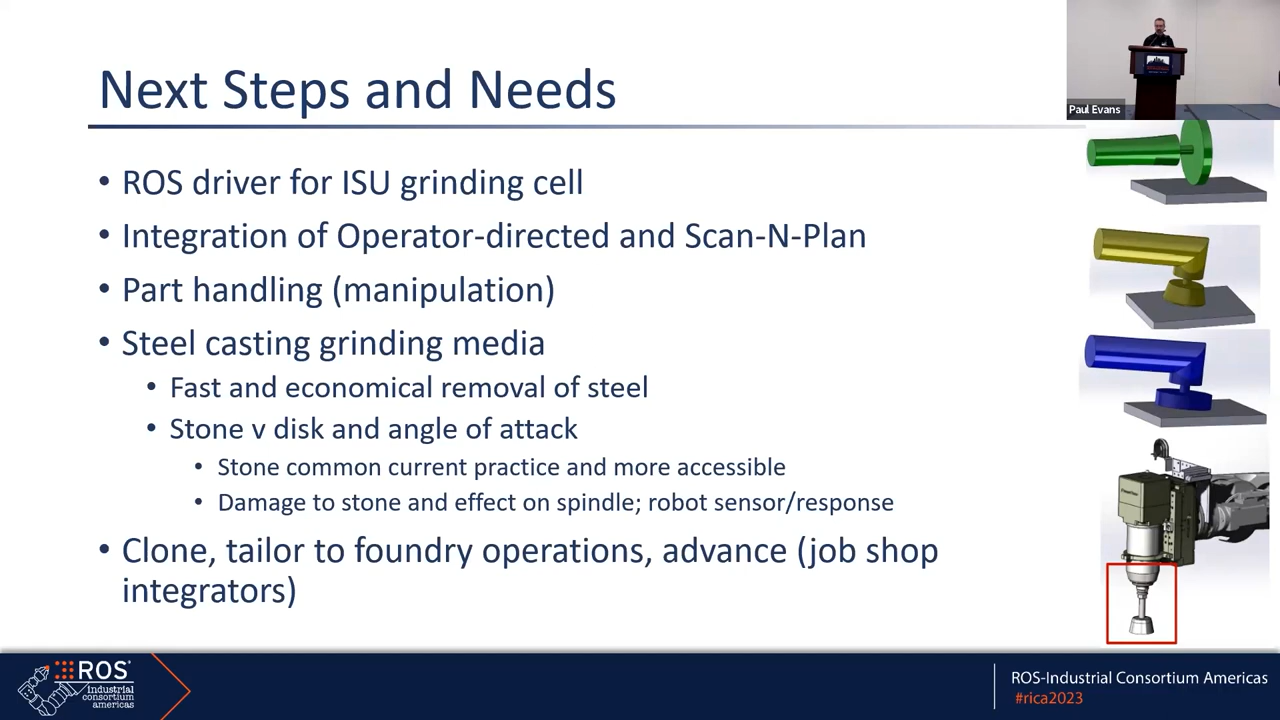 Next Steps and Needs
Paul Evans
• ROS driver for ISU grinding cell
• Integration of Operator-directed and Scan-N-Plan
• Part handling (manipulation)
• Steel casting grinding media
• Fast and economical removal of steel
• Stone v disk and angle of attack
• Stone common current practice and more accessible
• Damage to stone and effect on spindle; robot sensor/response
• Clone, tailor to foundry operations, advance (job shop
integrators)
ROS
industrial
consortium
americas
ROS-Industrial Consortium Americas
#rica2023